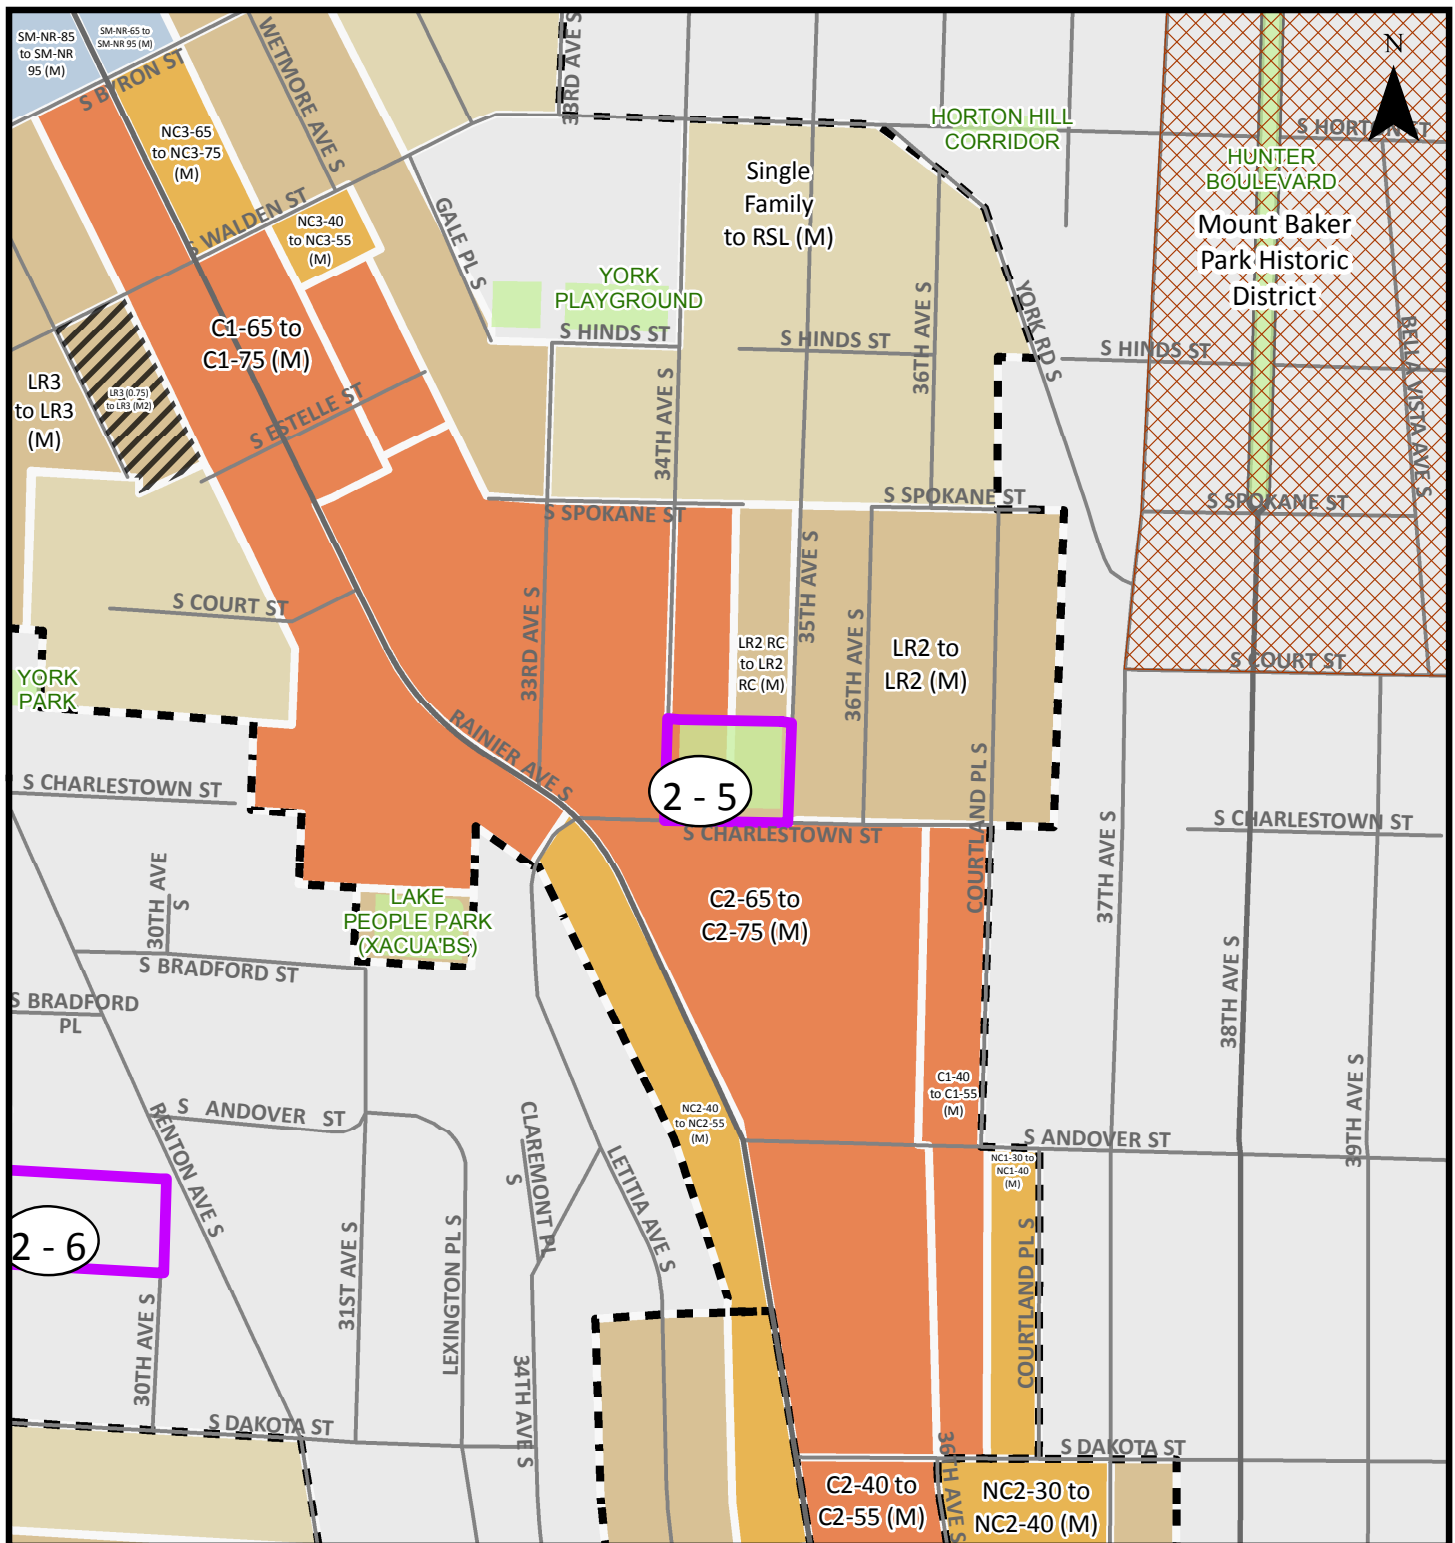 SM-NR-85
to SM-NR
95 (M)
SM-NR-65 to
SM-NR 95 (M)
S BYRON ST
WETMORE AVE S
33RD AVE S
N
HORTON HILL
CORRIDOR
S HORTON ST
HUNTER
BOULEVARD
Mount Baker
Park Historic
District
NC3-65
to NC3-75
(M)
Single
Family
to RSL (M)
S WALDEN ST
NC3-40
to NC3-55
(M)
GALE PL S
YORK
PLAYGROUND
S HINDS ST
S HINDS ST
S HINDS ST
36TH AVE S
YORK RD S
BELLA VISTA AVE S
C1-65 to
C1-75 (M)
LR3
to LR3
(M)
LR3 (0.75)
to LR3 (M2)
S ESTELLE ST
34TH AVE S
S SPOKANE ST
S SPOKANE ST
S SPOKANE ST
S COURT ST
33RD AVE S
35TH AVE S
36TH AVE S
LR2 RC
to LR2
RC (M)
LR2 to
LR2 (M)
S COURT ST
YORK
PARK
RAINIER AVE S
2 - 5
S CHARLESTOWN ST
S CHARLESTOWN ST
S CHARLESTOWN ST
COURTLAND PL S
37TH AVE S
30TH AVE
S
LAKE
PEOPLE PARK
(XACUA'BS)
C2-65 to
C2-75 (M)
S BRADFORD ST
S BRADFORD
PL
38TH AVE S
39TH AVE S
C1-40
to C1-55
(M)
NC2-40
to NC2-55
(M)
S ANDOVER ST
S ANDOVER ST
NC1-30 to
NC1-40
(M)
RENTON AVE S
CLAREMONT PL
S
LETITIA AVE S
2 - 6
31ST AVE S
LEXINGTON PL S
30TH AVE S
34TH AVE S
COURTLAND PL S
S DAKOTA ST
S DAKOTA ST
36TH AVE S
C2-40 to
C2-55 (M)
NC2-30 to
NC2-40 (M)